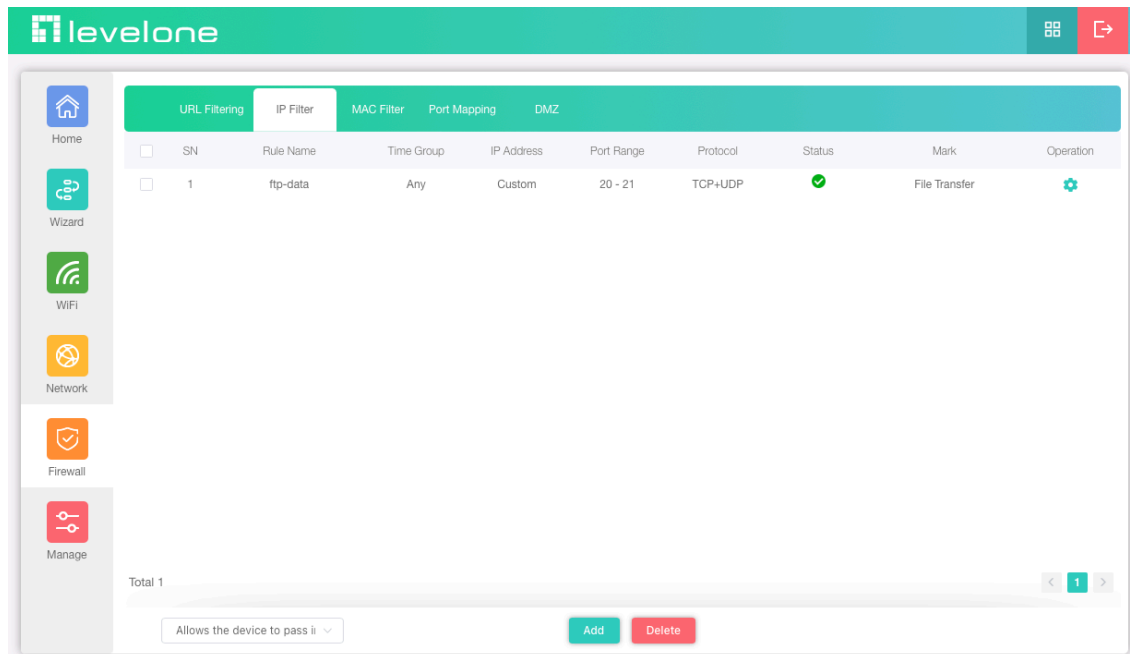 levelone
Home
Wizard
WiFi
Network
Firewall
Manage
URL Filtering IP Filter MAC Filter Port Mapping DMZ
SN Rule Name Time Group IP Address Port Range Protocol Status Mark Operation
1 ftp-data Any Custom 20 - 21 TCP+UDP File Transfer
Total 1
< 1 >
Allows the device to pass Add Delete